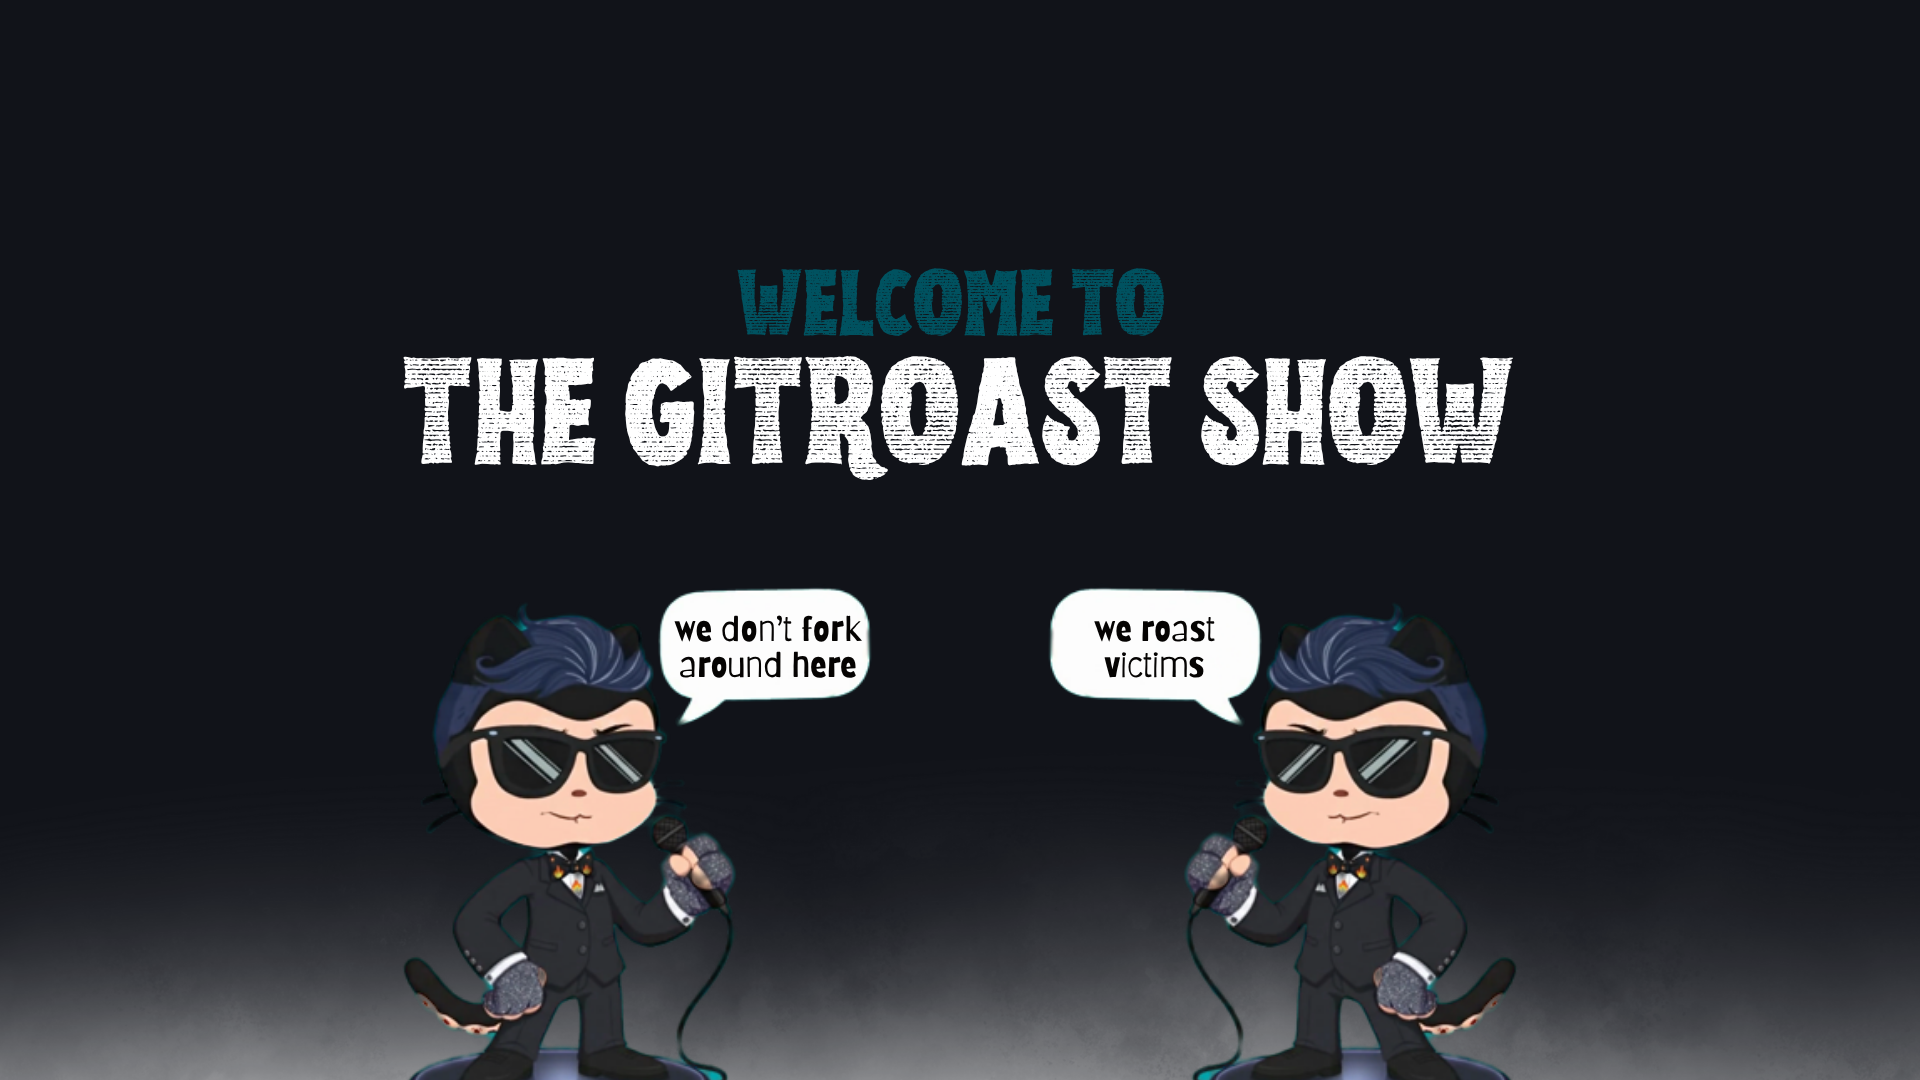 WELCOME TO
THE GITROAST SHOW
we don't fork
around here
we roast
victims